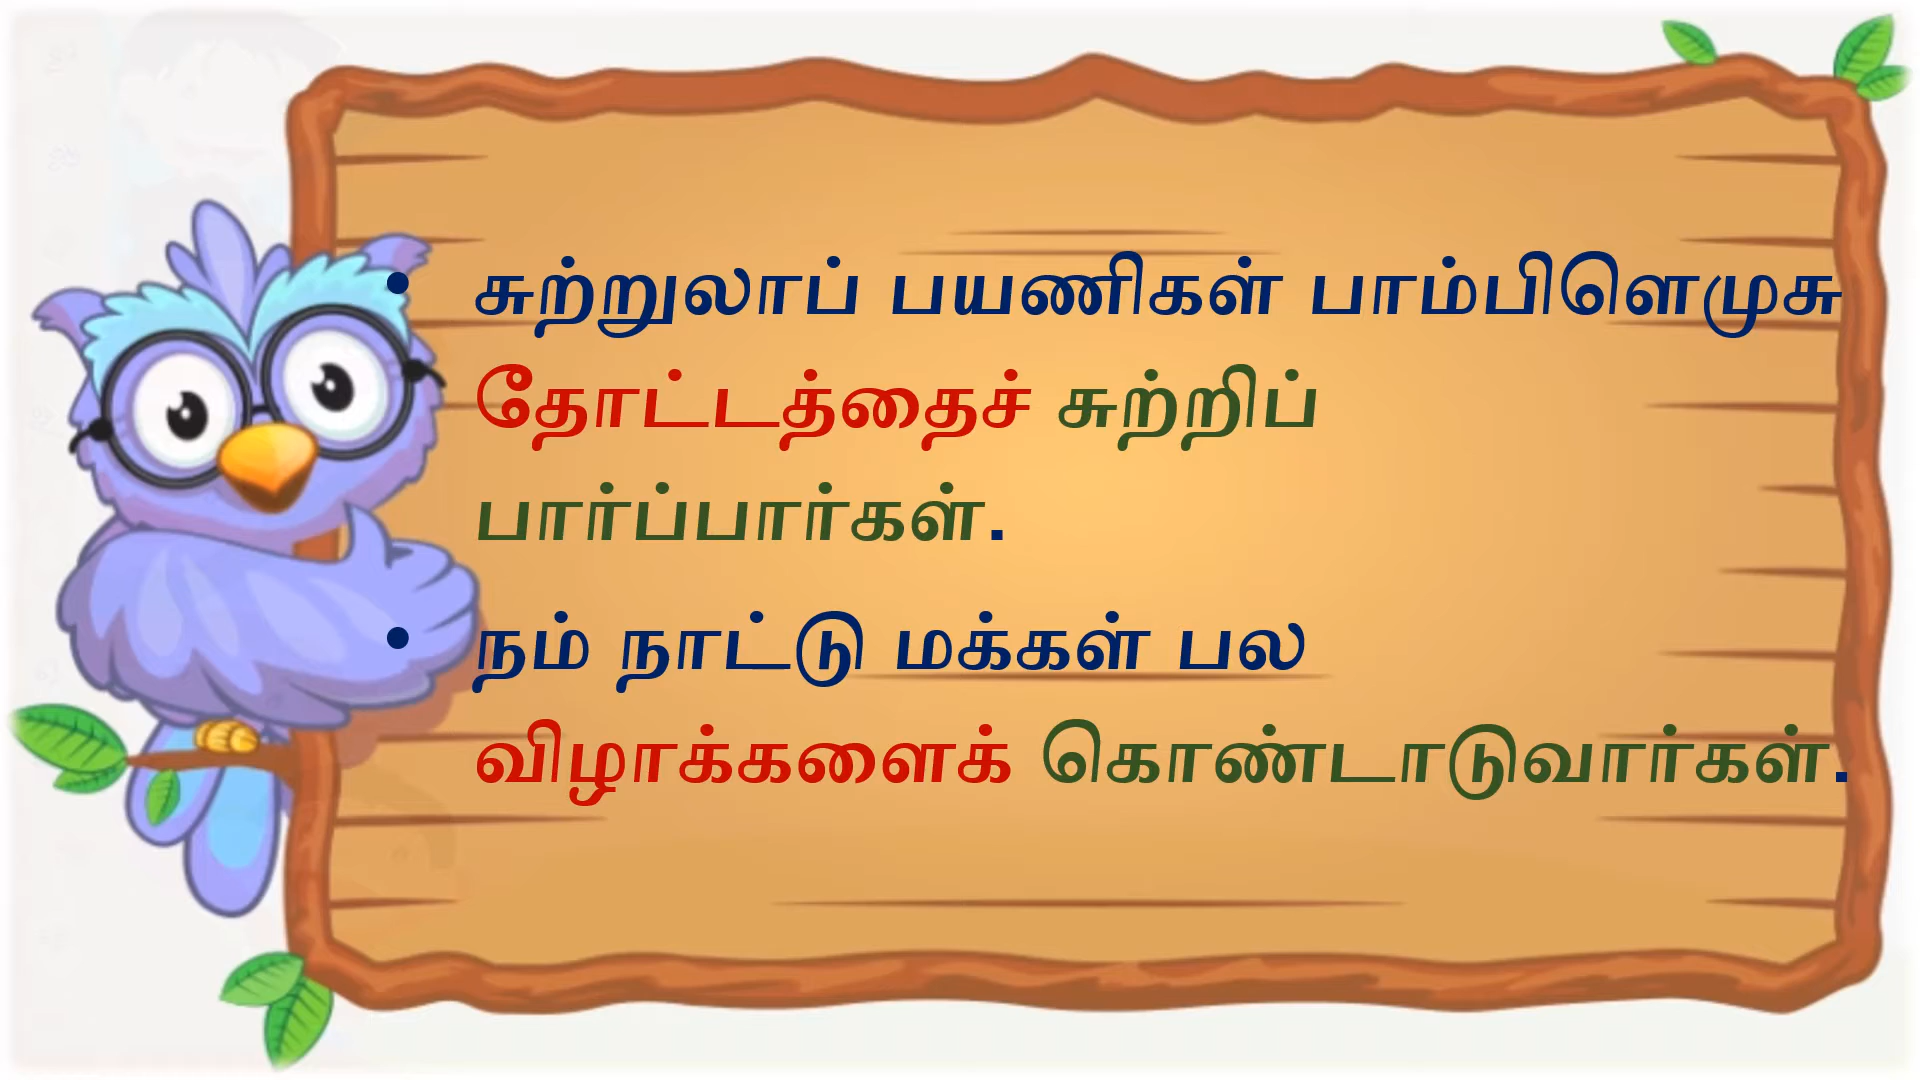 • சுற்றுலாப் பயணிகள் பாம்பிளெமுசு
தோட்டத்தைச் சுற்றிப்
பார்ப்பார்கள்.
• நம் நாட்டு மக்கள் பல
விழாக்களைக் கொண்டாடுவார்கள்.